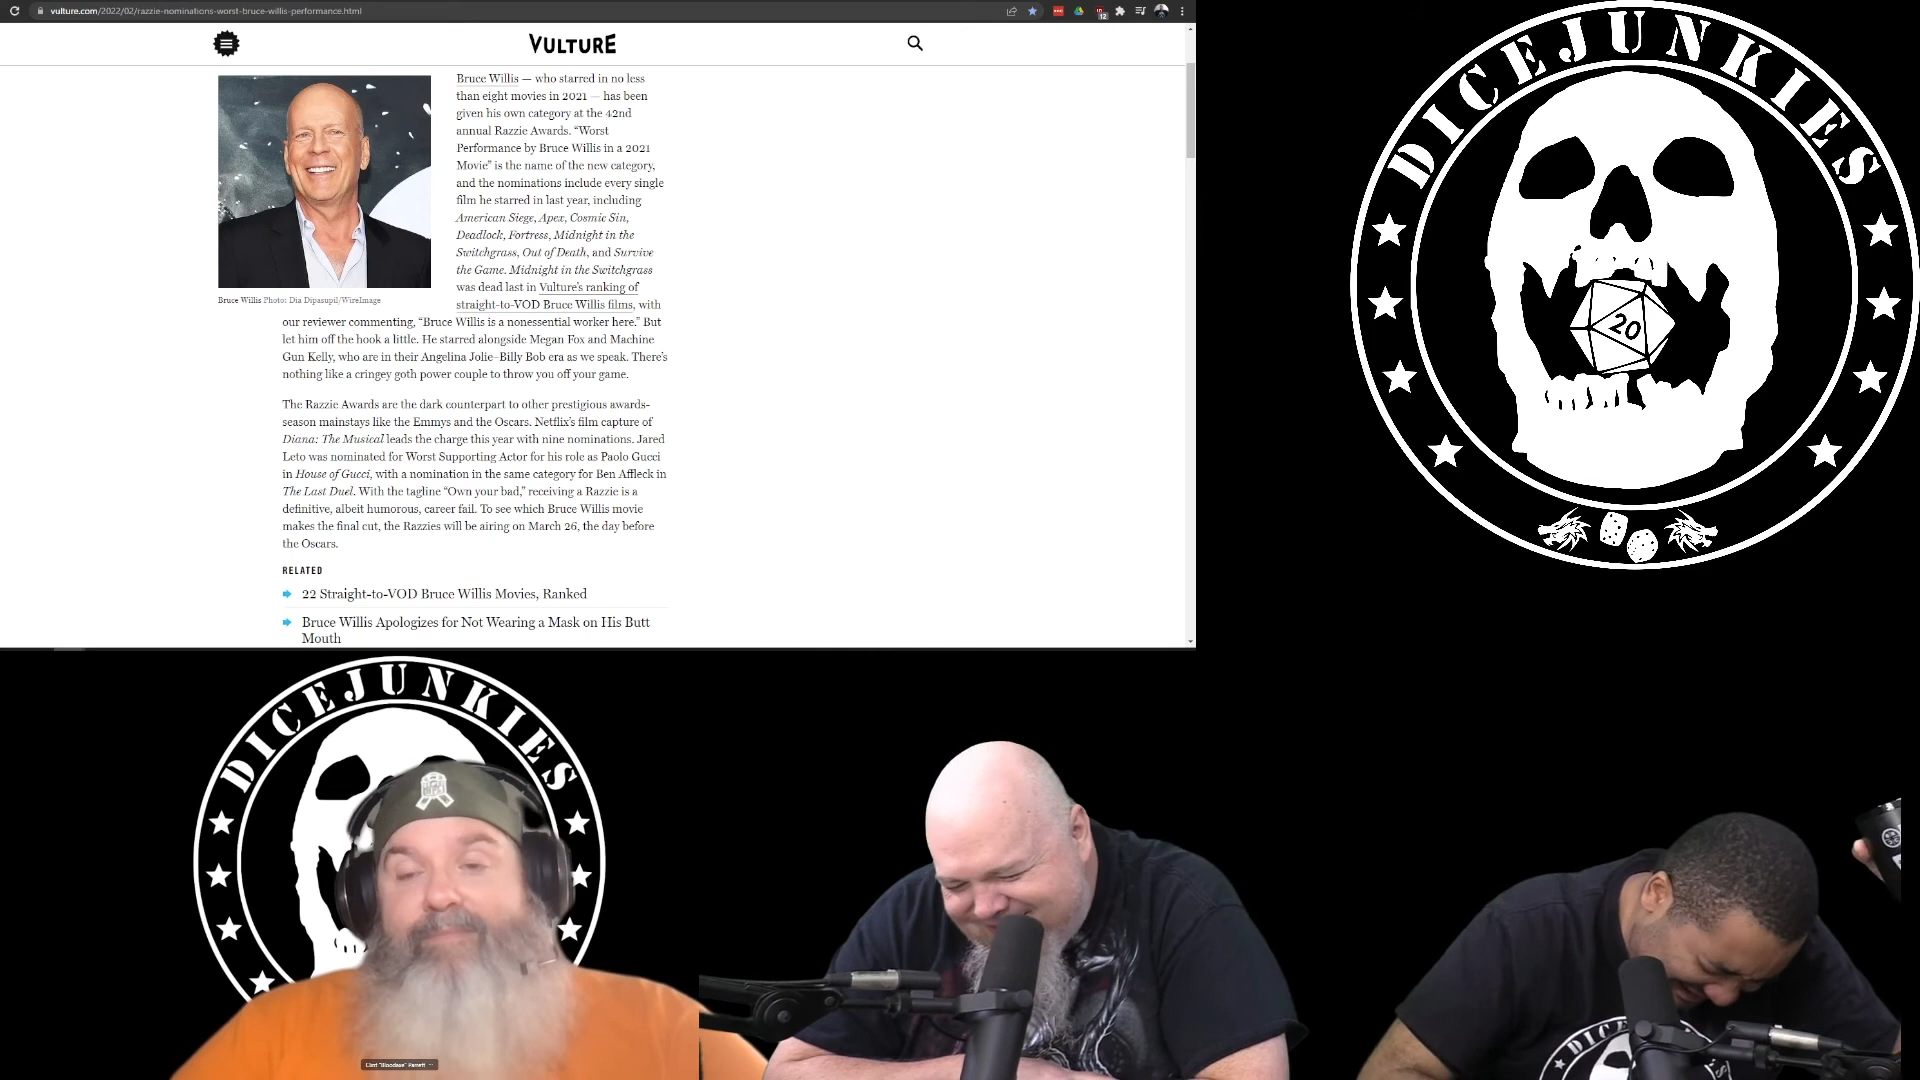 vulture.com/2022/02/razzie-nominations-worst-bruce-willis-performance.html
12
VULTURE
Bruce Willis — who starred in no less
than eight movies in 2021 — has been
given his own category at the 42nd
annual Razzie Awards. “Worst
Performance by Bruce Willis in a 2021
Movie” is the name of the new category,
and the nominations include every single
film he starred in last year, including
American Siege, Apex, Cosmic Sin,
Deadlock, Fortress, Midnight in the
Switchgrass, Out of Death, and Survive
the Game. Midnight in the Switchgrass
was dead last in Vulture’s ranking of
straight-to-VOD Bruce Willis films, with
Bruce Willis Photo: Dia Dipasupil/WireImage
our reviewer commenting, “Bruce Willis is a nonessential worker here.” But
let him off the hook a little. He starred alongside Megan Fox and Machine
Gun Kelly, who are in their Angelina Jolie–Billy Bob era as we speak. There’s
nothing like a cringey goth power couple to throw you off your game.
The Razzie Awards are the dark counterpart to other prestigious awards-
season mainstays like the Emmys and the Oscars. Netflix’s film capture of
Diana: The Musical leads the charge this year with nine nominations. Jared
Leto was nominated for Worst Supporting Actor for his role as Paolo Gucci
in House of Gucci, with a nomination in the same category for Ben Affleck in
The Last Duel. With the tagline “Own your bad,” receiving a Razzie is a
definitive, albeit humorous, career fail. To see which Bruce Willis movie
makes the final cut, the Razzies will be airing on March 26, the day before
the Oscars.
RELATED
22 Straight-to-VOD Bruce Willis Movies, Ranked
Bruce Willis Apologizes for Not Wearing a Mask on His Butt
Mouth
DICEJUNKIES
20
DICEJUNKIES
DICE